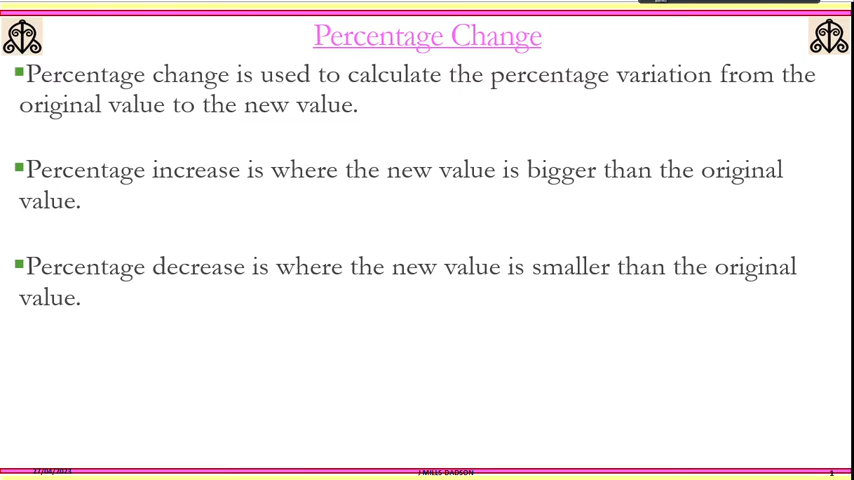 Percentage Change
▪Percentage change is used to calculate the percentage variation from the
original value to the new value.
▪Percentage increase is where the new value is bigger than the original
value.
▪Percentage decrease is where the new value is smaller than the original
value.
J MILLS-DADSON
1